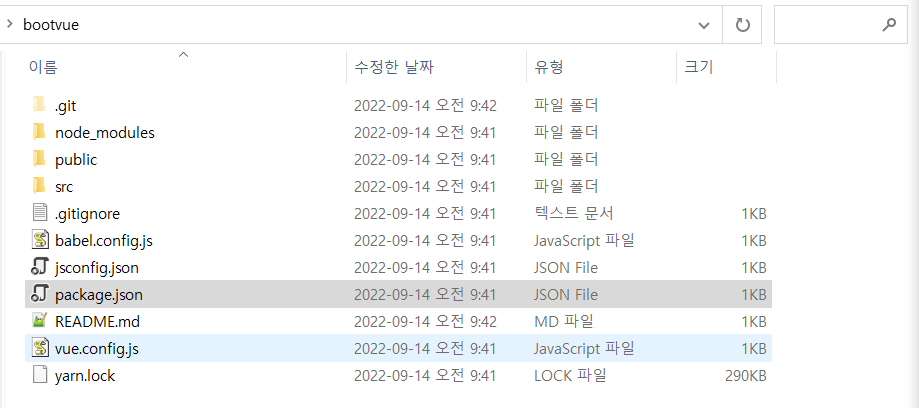 bootvue
이름 수정한 날짜 유형 크기
.git 2022-09-14 오전 9:42 파일 폴더
node_modules 2022-09-14 오전 9:41 파일 폴더
public 2022-09-14 오전 9:41 파일 폴더
src 2022-09-14 오전 9:41 파일 폴더
.gitignore 2022-09-14 오전 9:41 텍스트 문서 1KB
babel.config.js 2022-09-14 오전 9:41 JavaScript 파일 1KB
jsconfig.json 2022-09-14 오전 9:41 JSON File 1KB
package.json 2022-09-14 오전 9:41 JSON File 1KB
README.md 2022-09-14 오전 9:42 MD 파일 1KB
vue.config.js 2022-09-14 오전 9:41 JavaScript 파일 1KB
yarn.lock 2022-09-14 오전 9:41 LOCK 파일 290KB